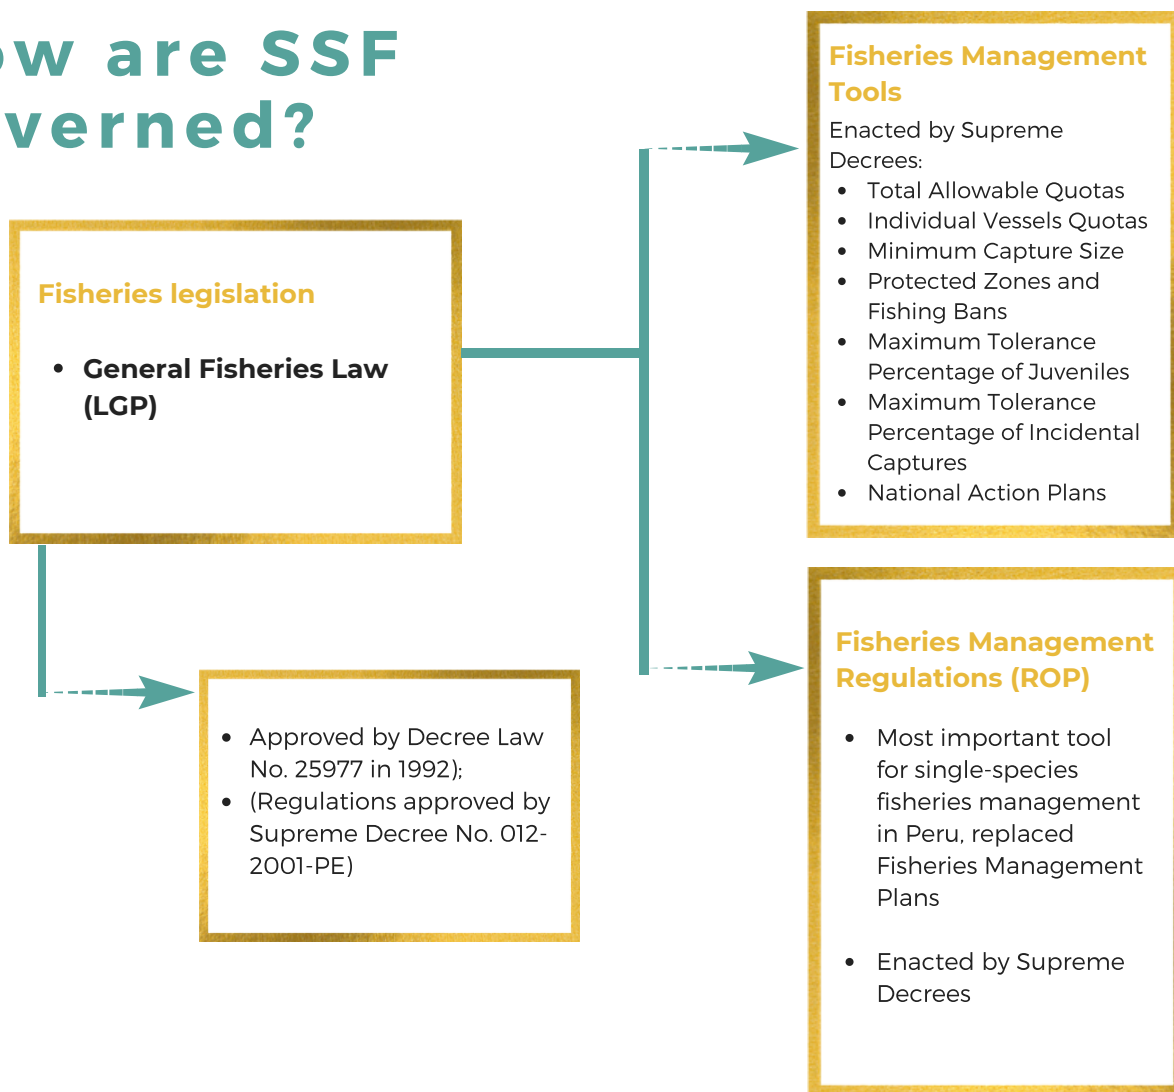 ow are SSF
verned?
Fisheries legislation
• General Fisheries Law
(LGP)
• Approved by Decree Law
No. 25977 in 1992);
• (Regulations approved by
Supreme Decree No. 012-
2001-PE)
Fisheries Management
Tools
Enacted by Supreme
Decrees:
• Total Allowable Quotas
• Individual Vessels Quotas
• Minimum Capture Size
• Protected Zones and
Fishing Bans
• Maximum Tolerance
Percentage of Juveniles
• Maximum Tolerance
Percentage of Incidental
Captures
• National Action Plans
Fisheries Management
Regulations (ROP)
• Most important tool
for single-species
fisheries management
in Peru, replaced
Fisheries Management
Plans
• Enacted by Supreme
Decrees